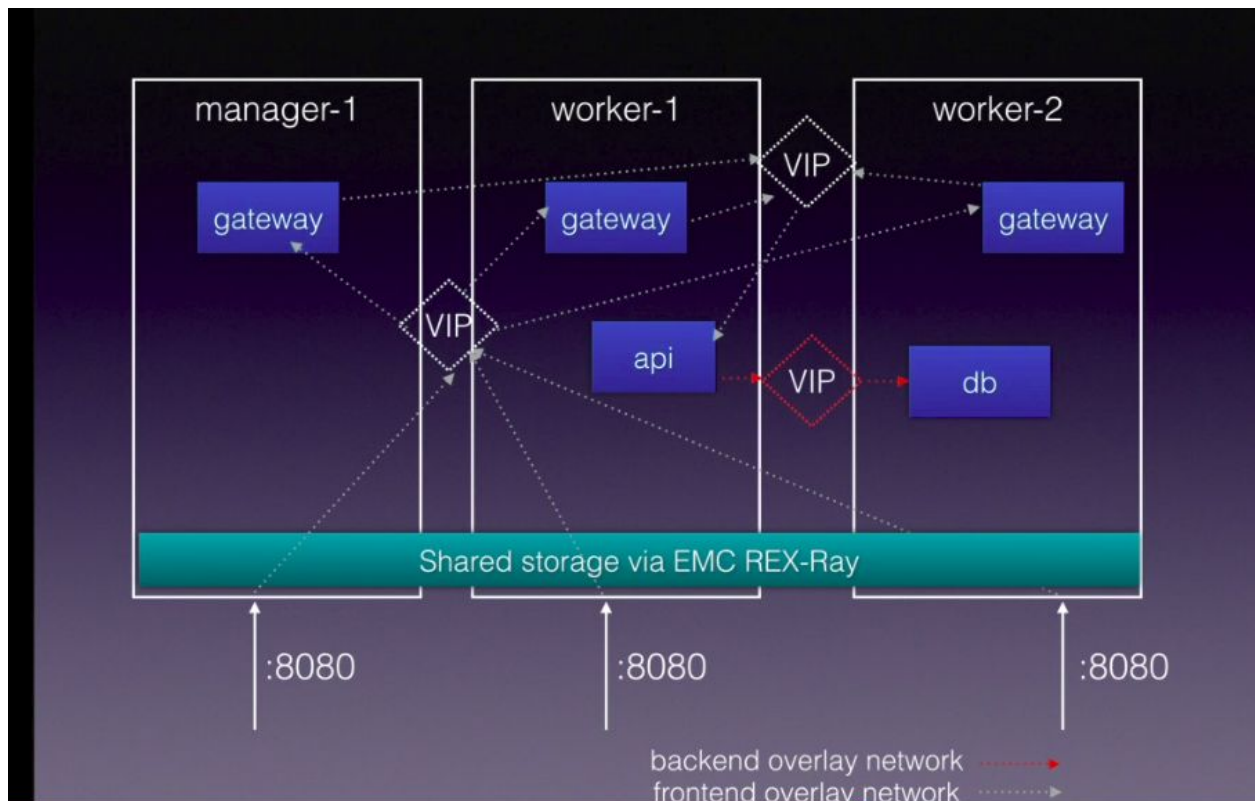 manager-1
worker-1
worker-2
VIP
gateway
gateway
gateway
VIP
api
VIP
db
Shared storage via EMC REX-Ray
:8080
:8080
:8080
backend overlay network
frontend overlay network